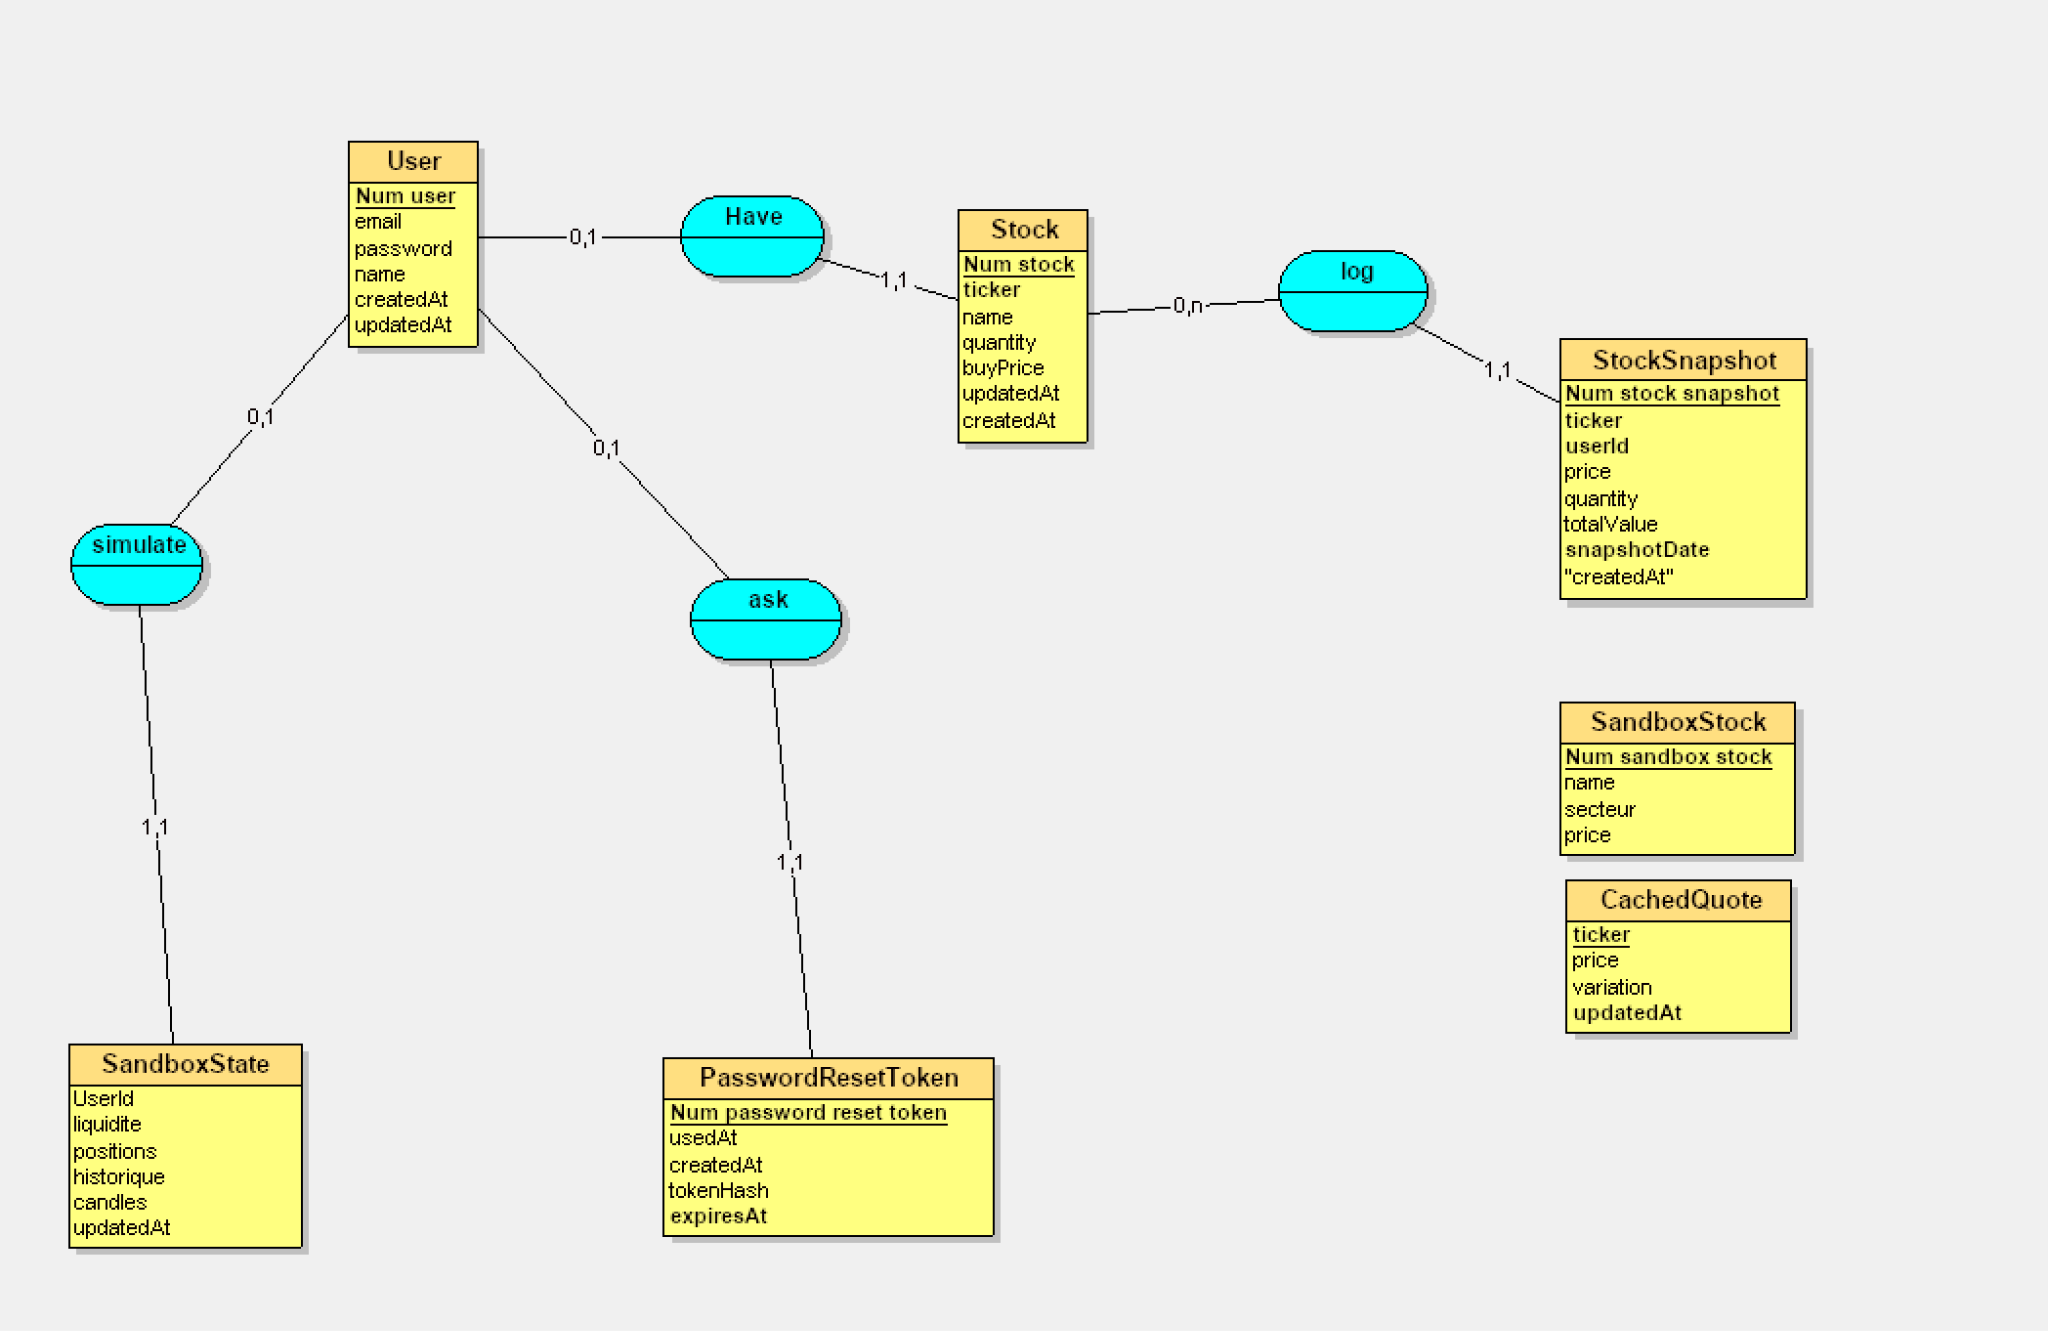 User
Num user
email
password
name
createdAt
updatedAt
0,1
Have
1,1
Stock
Num stock
ticker
name
quantity
buyPrice
updatedAt
createdAt
0,n
log
1,1
StockSnapshot
Num stock snapshot
ticker
userId
price
quantity
totalValue
snapshotDate
"createdAt"
0,1
0,1
simulate
ask
1,1
1,1
SandboxStock
Num sandbox stock
name
secteur
price
CachedQuote
ticker
price
variation
updatedAt
SandboxState
UserId
liquidite
positions
historique
candles
updatedAt
PasswordResetToken
Num password reset token
usedAt
createdAt
tokenHash
expiresAt